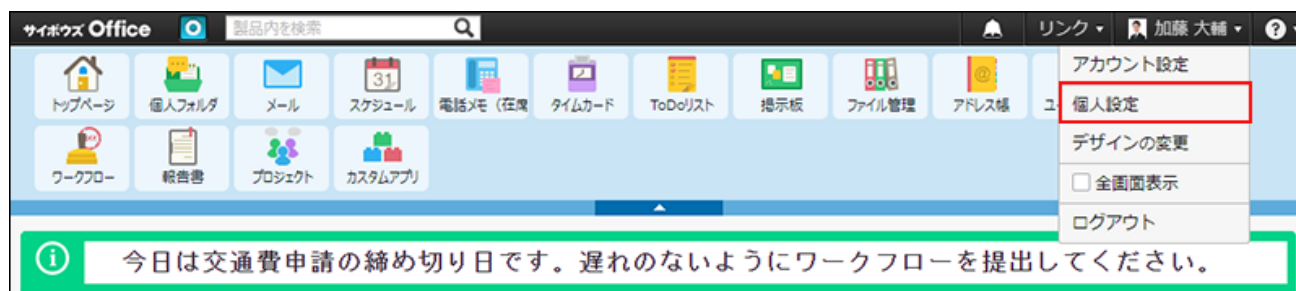 サイボウズ Office 製品内を検索 リンク 加藤 大輔
トップページ 個人フォルダ メール スケジュール 電話メモ（在席 タイムカード ToDoリスト 掲示板 ファイル管理 アドレス帳 ユー
アカウント設定
個人設定
デザインの変更
全画面表示
ログアウト
ワークフロー 報告書 プロジェクト カスタムアプリ
今日は交通費申請の締め切り日です。遅れのないようにワークフローを提出してください。